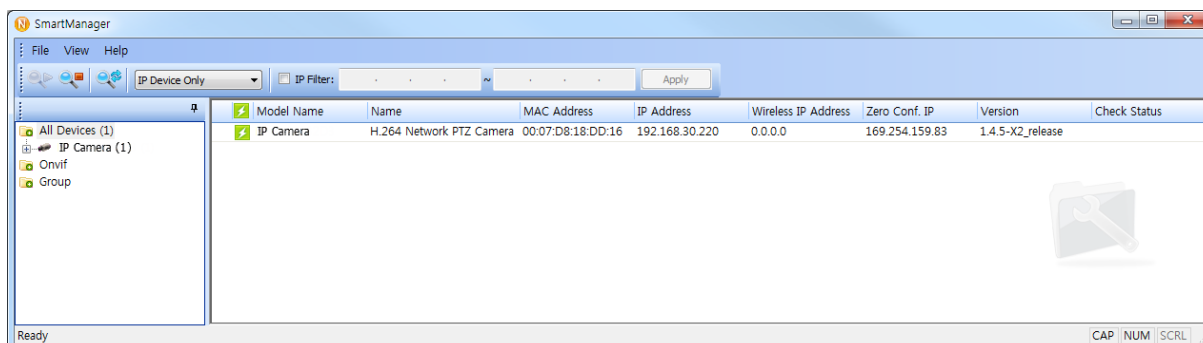 SmartManager
File View Help
IP Device Only IP Filter: . . . ~ . . . Apply
Model Name Name MAC Address IP Address Wireless IP Address Zero Conf. IP Version Check Status
All Devices (1) IP Camera H.264 Network PTZ Camera 00:07:D8:18:DD:16 192.168.30.220 0.0.0.0 169.254.159.83 1.4.5-X2_release
IP Camera (1)
Onvif
Group
Ready CAP NUM SCRL